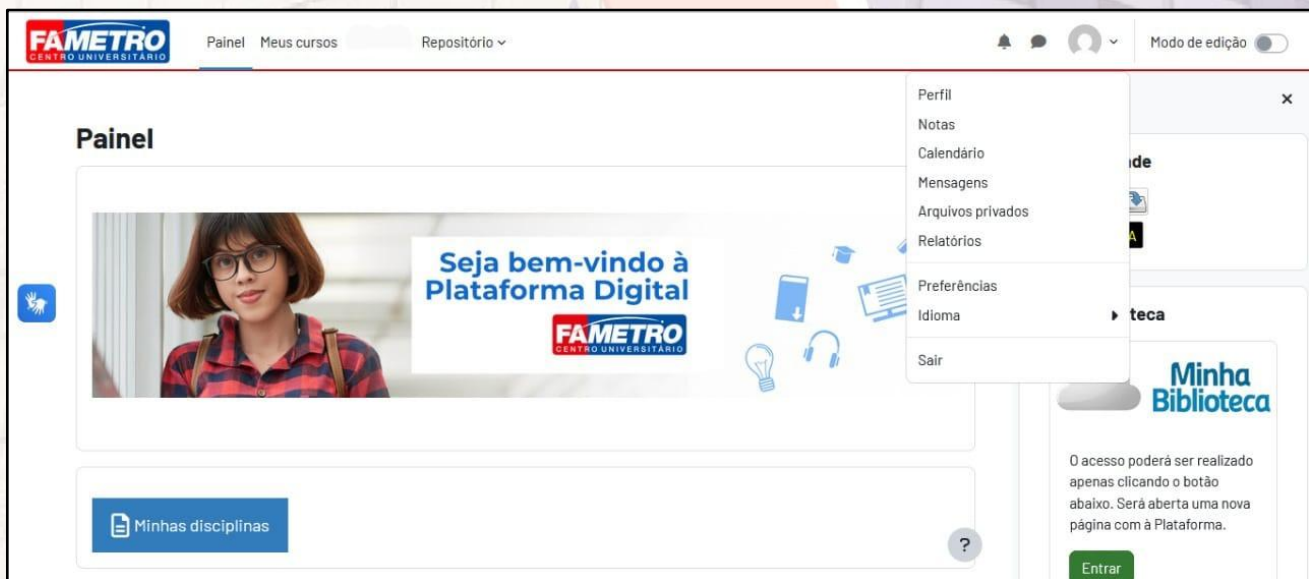 FAMETRO
CENTRO UNIVERSITÁRIO
Painel Meus cursos Repositório
Modo de edição
Perfil
Notas
Calendário
Mensagens
Arquivos privados
Relatórios
Preferências
Idioma
Sair
Painel
Seja bem-vindo à
Plataforma Digital
FAMETRO
CENTRO UNIVERSITÁRIO
Minhas disciplinas
?
de
A
teca
Minha
Biblioteca
O acesso poderá ser realizado
apenas clicando o botão
abaixo. Será aberta uma nova
página com à Plataforma.
Entrar